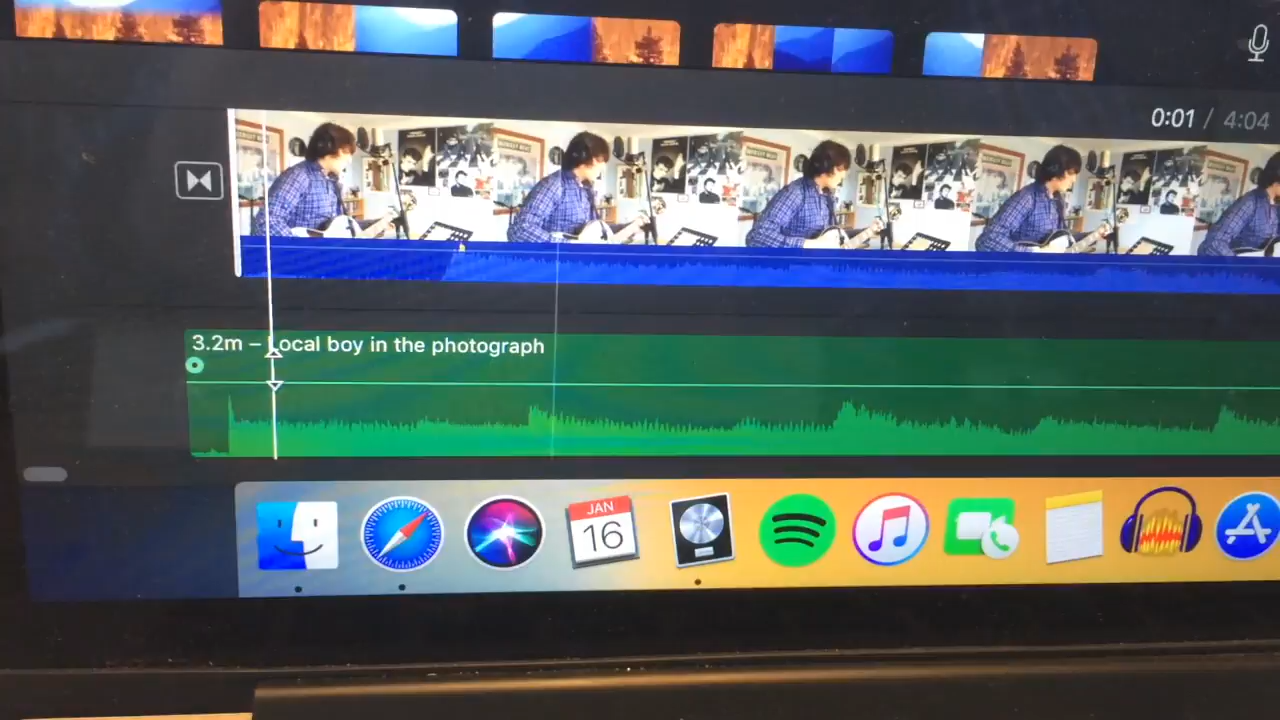 0:01 / 4:04
3.2m – Local boy in the photograph
JAN
16